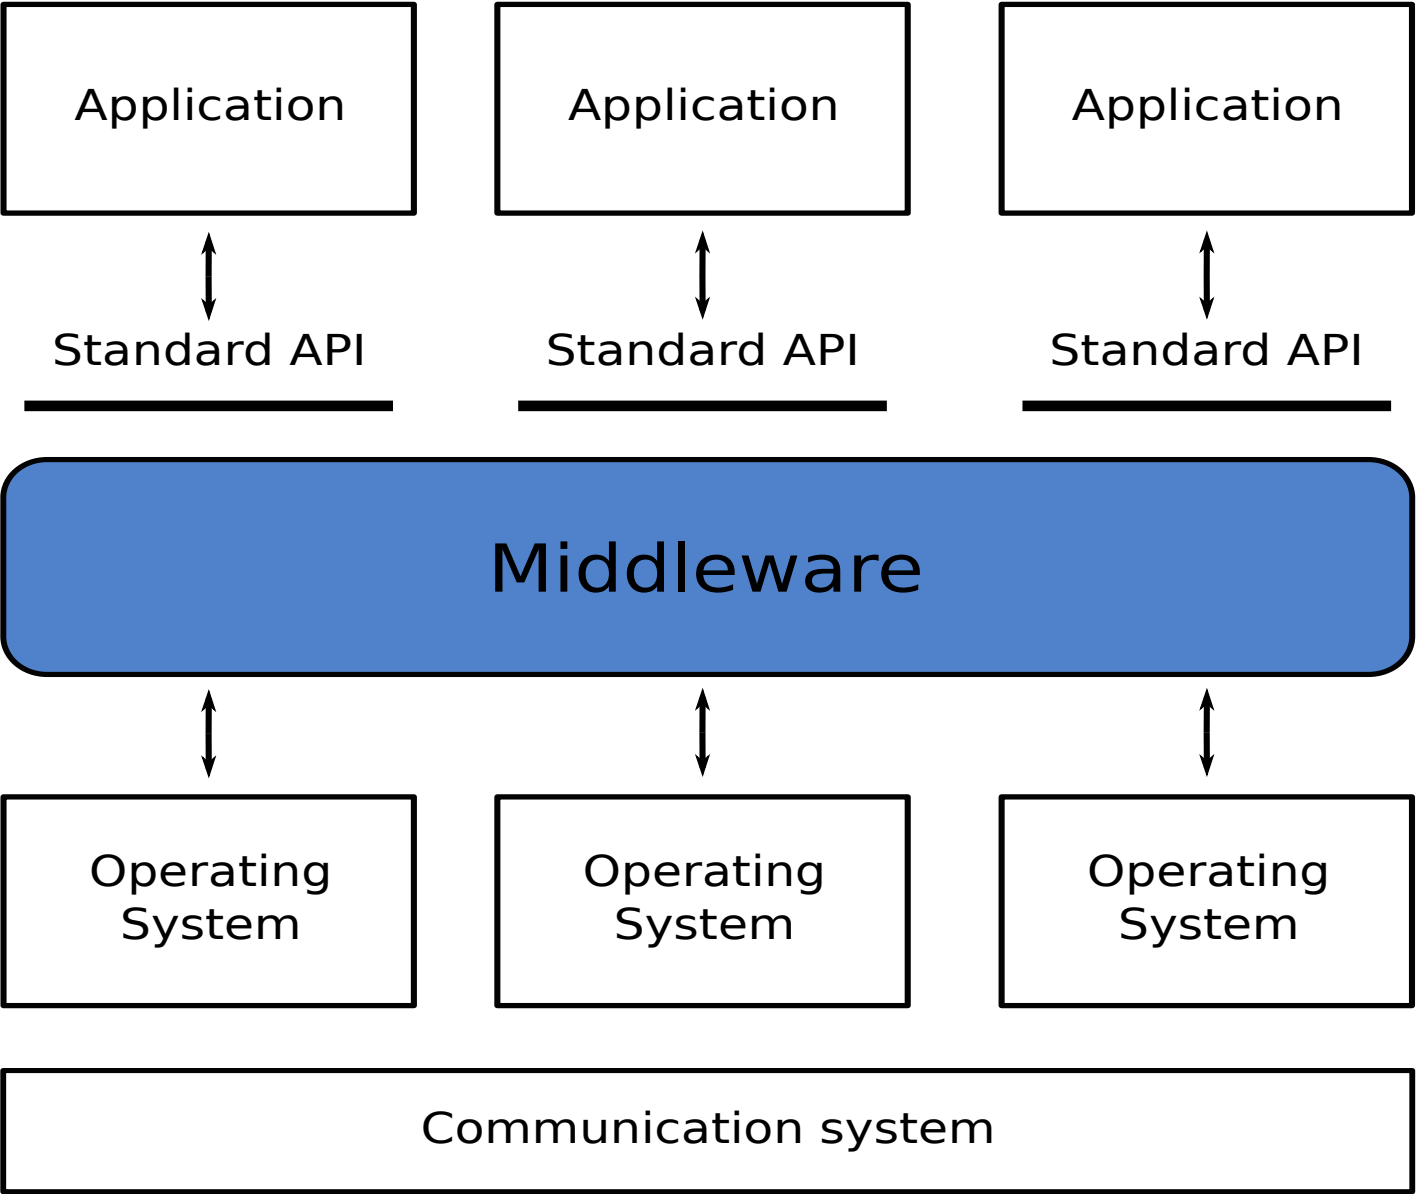 Application
Application
Application
Standard API
Standard API
Standard API
Middleware
Operating
System
Operating
System
Operating
System
Communication system